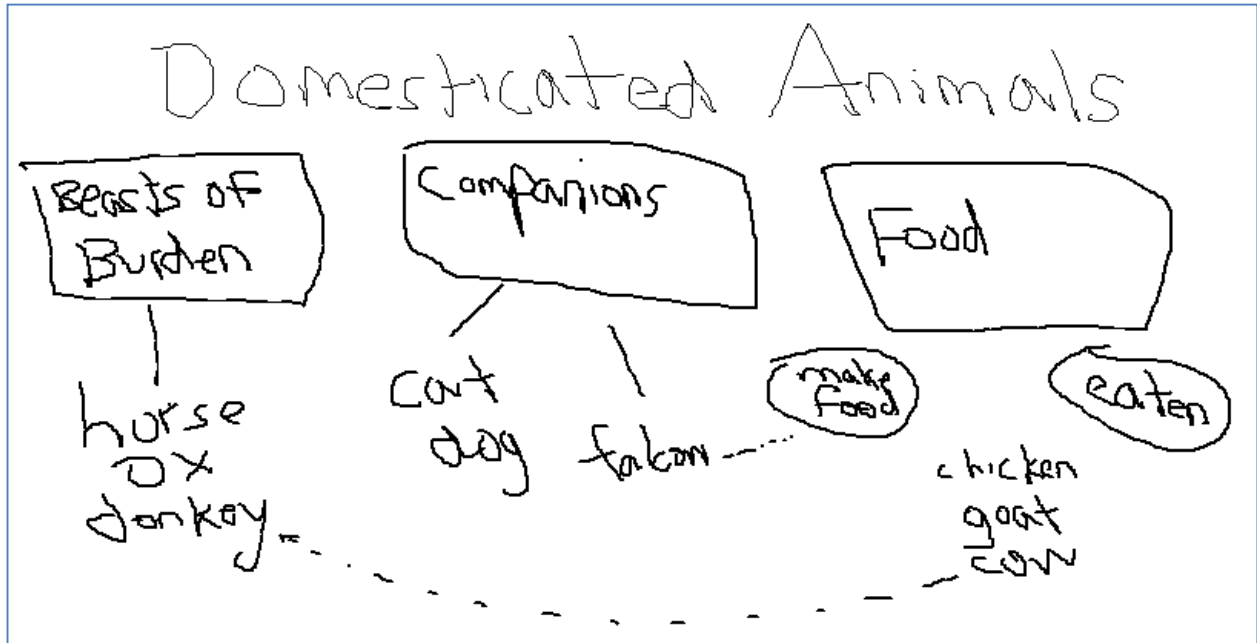 Domesticated Animals
Beasts of
Burden
Companions
Food
make
food
eaten
cat
dog
falcon
horse
ox
donkey
chicken
goat
cow